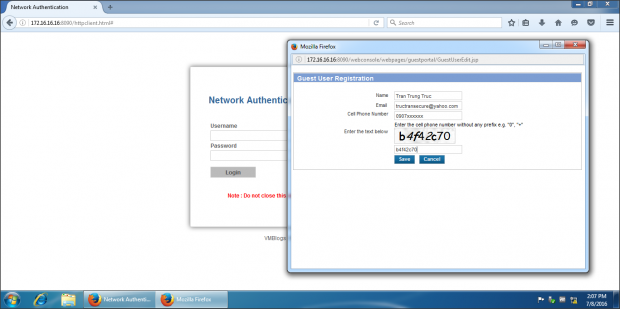 Network Authentication
172.16.16.16:8090/httpclient.html#
Search
Network Authentic
Username
Password
Login
Note : Do not close this
VMBlogs
Mozilla Firefox
172.16.16.16:8090/webconsole/webpages/guestportal/GuestUserEdit.jsp
Guest User Registration
Name
Tran Trung Truc
Email
tructransecure@yahoo.com
Cell Phone Number
0907xxxxxx
Enter the cell phone number without any prefix e.g. "0", "+"
Enter the text below
b4f42c70
b4f42c70
Save Cancel
Network Authenti...
Mozilla Firefox
2:07 PM
7/8/2016